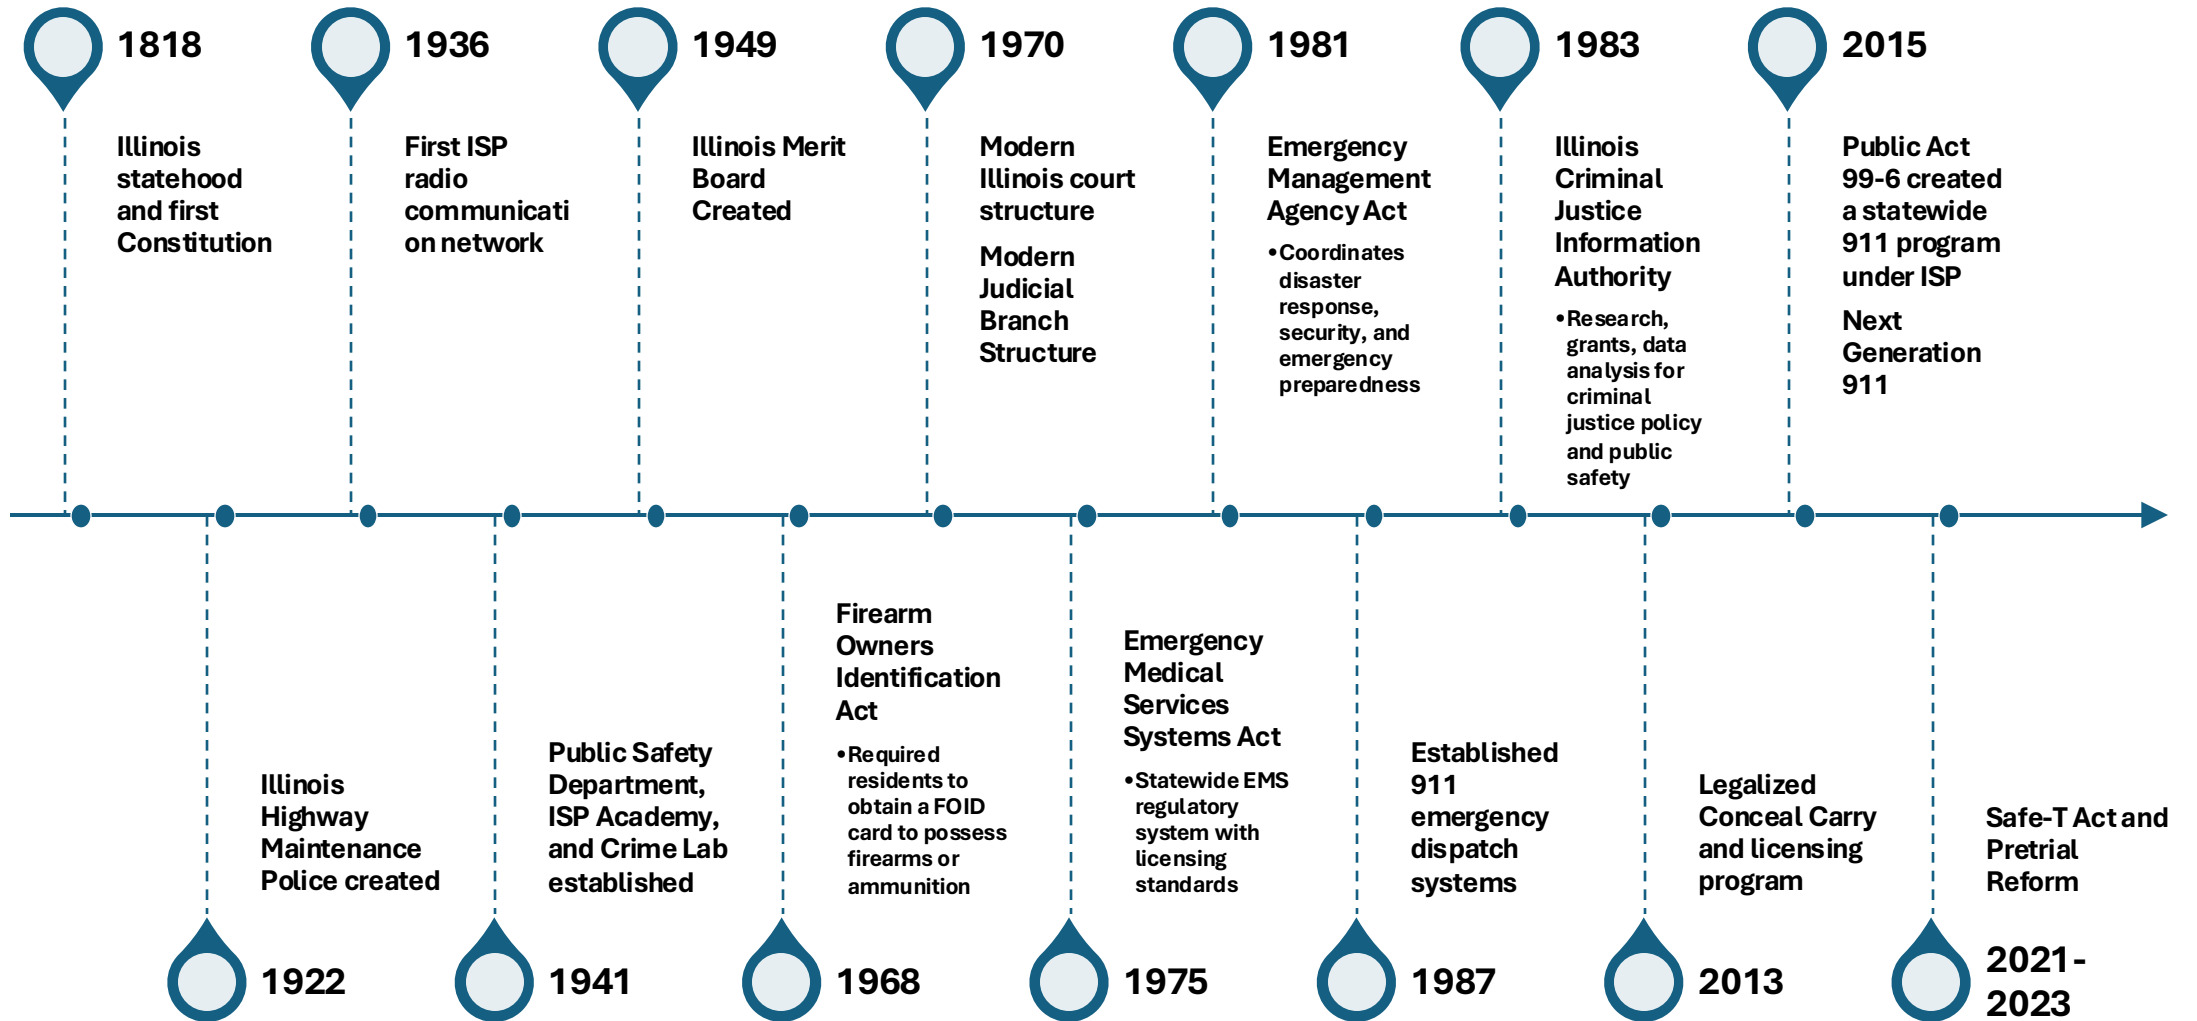 1818
Illinois
statehood
and first
Constitution
1936
First ISP
radio
communicati
on network
1949
Illinois Merit
Board
Created
1970
Modern
Illinois court
structure
Modern
Judicial
Branch
Structure
1981
Emergency
Management
Agency Act
•Coordinates
disaster
response,
security, and
emergency
preparedness
1983
Illinois
Criminal
Justice
Information
Authority
•Research,
grants, data
analysis for
criminal
justice policy
and public
safety
2015
Public Act
99-6 created
a statewide
911 program
under ISP
Next
Generation
911
Illinois
Highway
Maintenance
Police created
1922
Public Safety
Department,
ISP Academy,
and Crime Lab
established
1941
Firearm
Owners
Identification
Act
•Required
residents to
obtain a FOID
card to possess
firearms or
ammunition
1968
Emergency
Medical
Services
Systems Act
•Statewide EMS
regulatory
system with
licensing
standards
1975
Established
911
emergency
dispatch
systems
1987
Legalized
Conceal Carry
and licensing
program
2013
Safe-T Act and
Pretrial
Reform
2021-
2023